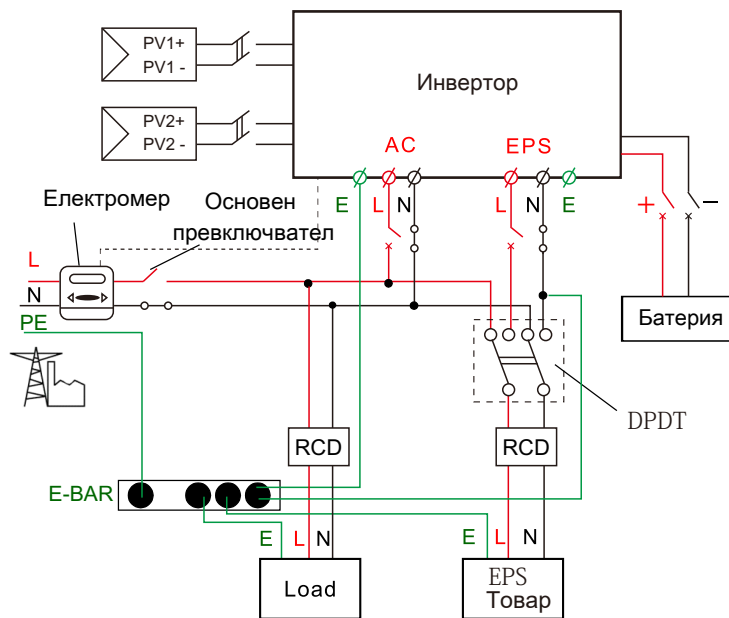 PV1+
PV1 -
PV2+
PV2 -
Инвертор
AC
EPS
E
L
N
L
N
E
+
−
Електромер
Основен
превключвател
L
N
PE
Батерия
DPDT
RCD
RCD
E-BAR
E
L
N
E
L
N
Load
EPS
Товар